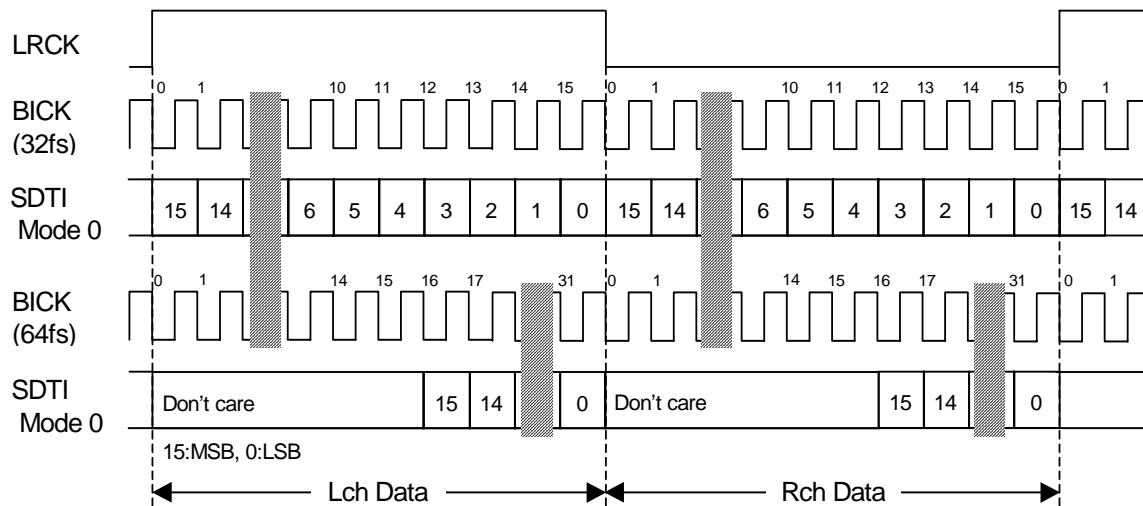 LRCK
0 1 10 11 12 13 14 15 0 1 10 11 12 13 14 15 0 1
BICK
(32fs)
SDTI
Mode 0
15 14 6 5 4 3 2 1 0 15 14 6 5 4 3 2 1 0 15 14
0 1 14 15 16 17 31 0 1 14 15 16 17 31 0 1
BICK
(64fs)
SDTI
Mode 0
Don't care 15 14 0 Don't care 15 14 0
15:MSB, 0:LSB
Lch Data Rch Data